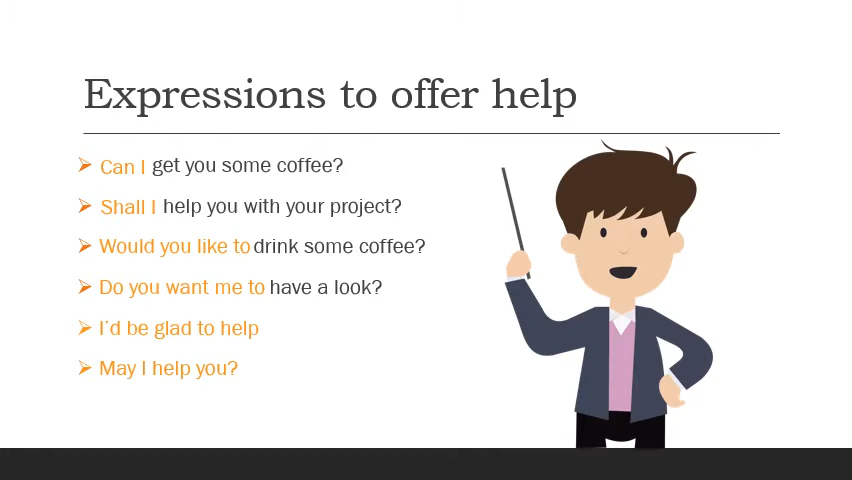 Expressions to offer help
Can I get you some coffee?
Shall I help you with your project?
Would you like to drink some coffee?
Do you want me to have a look?
I'd be glad to help
May I help you?